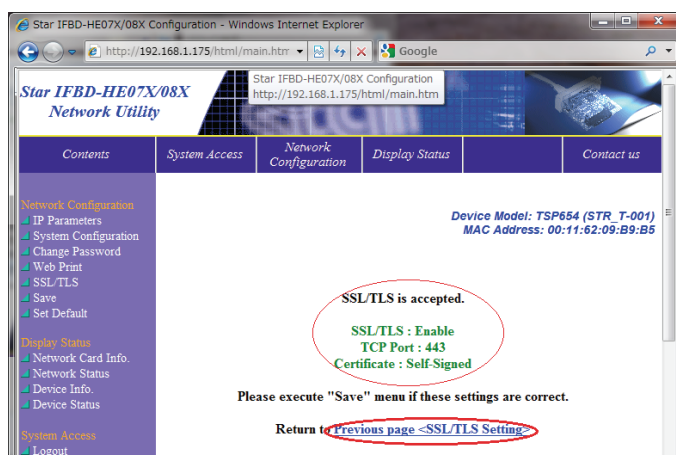 Star IFBD-HE07X/08X Configuration - Windows Internet Explorer
http://192.168.1.175/html/main.htm
Google
Star IFBD-HE07X/08X Configuration
http://192.168.1.175/html/main.htm
Star IFBD-HE07X/08X
Network Utility
Contents
System Access
Network
Configuration
Display Status
Contact us
Network Configuration
IP Parameters
System Configuration
Change Password
Web Print
SSL/TLS
Save
Set Default
Display Status
Network Card Info.
Network Status
Device Info.
Device Status
System Access
Logout
Device Model: TSP654 (STR_T-001)
MAC Address: 00:11:62:09:B9:B5
SSL/TLS is accepted.
SSL/TLS : Enable
TCP Port : 443
Certificate : Self-Signed
Please execute "Save" menu if these settings are correct.
Return to Previous page <SSL/TLS Setting>